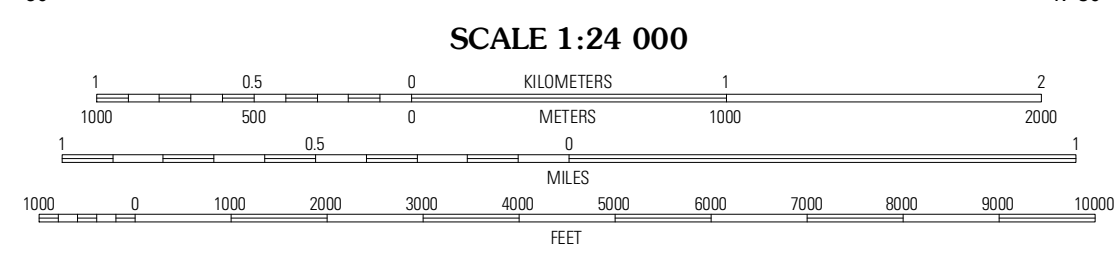 SCALE 1:24 000
1 0.5 0 KILOMETERS 1 2
1000 500 0 METERS 1000 2000
1 0.5 0 1
MILES
1000 0 1000 2000 3000 4000 5000 6000 7000 8000 9000 10000
FEET